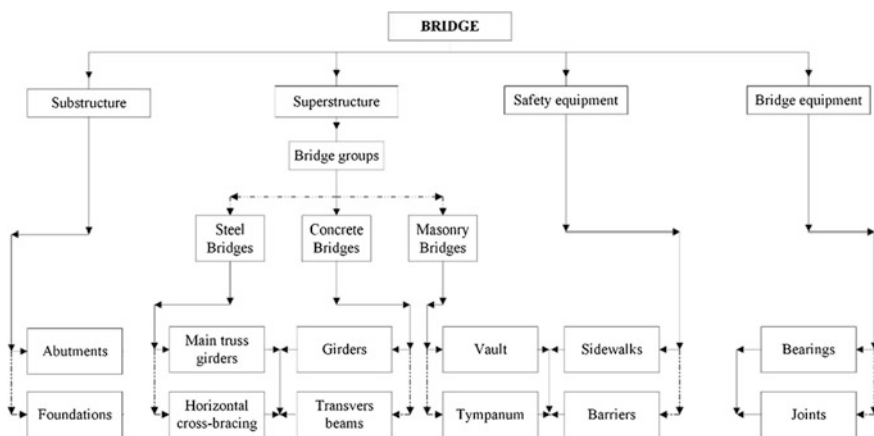 BRIDGE
Substructure
Superstructure
Safety equipment
Bridge equipment
Bridge groups
Steel
Bridges
Concrete
Bridges
Masonry
Bridges
Abutments
Main truss
girders
Girders
Vault
Sidewalks
Bearings
Foundations
Horizontal
cross-bracing
Transvers
beams
Tympanum
Barriers
Joints